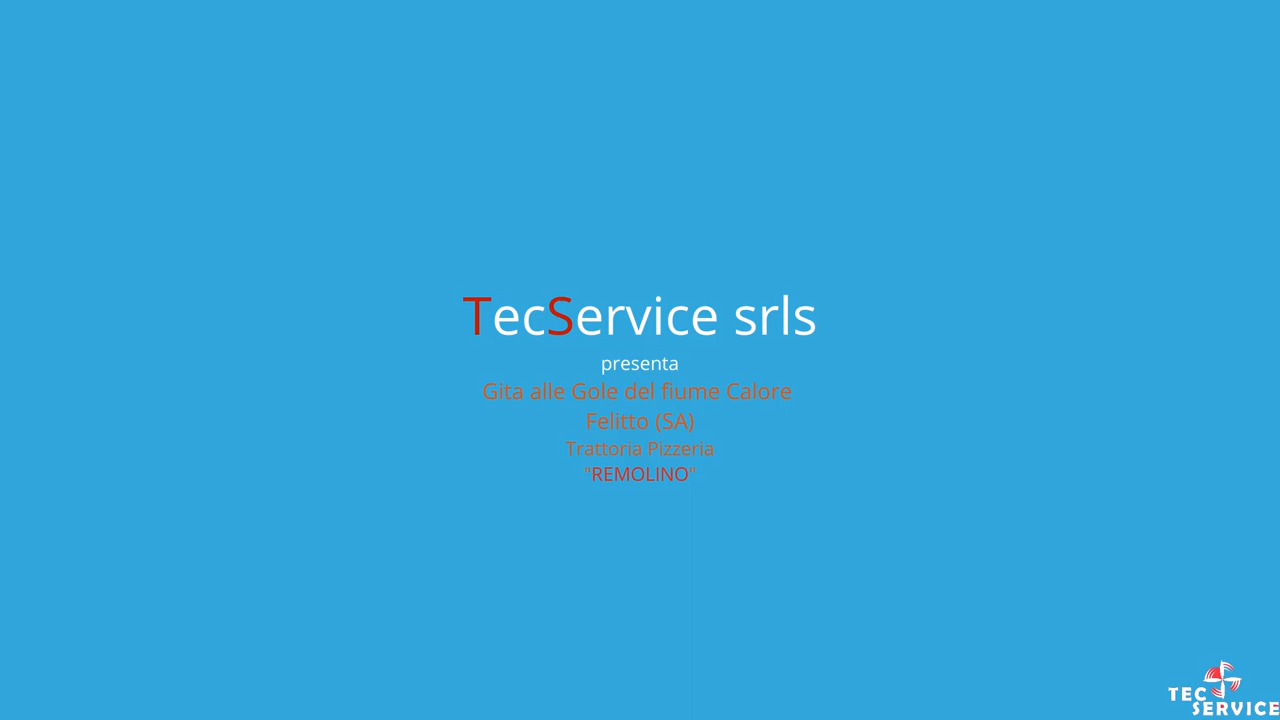 TecService srls
presenta
Gita alle Gole del fiume Calore
Felitto (SA)
Trattoria Pizzeria
"REMOLINO"
TEC
SERVICE